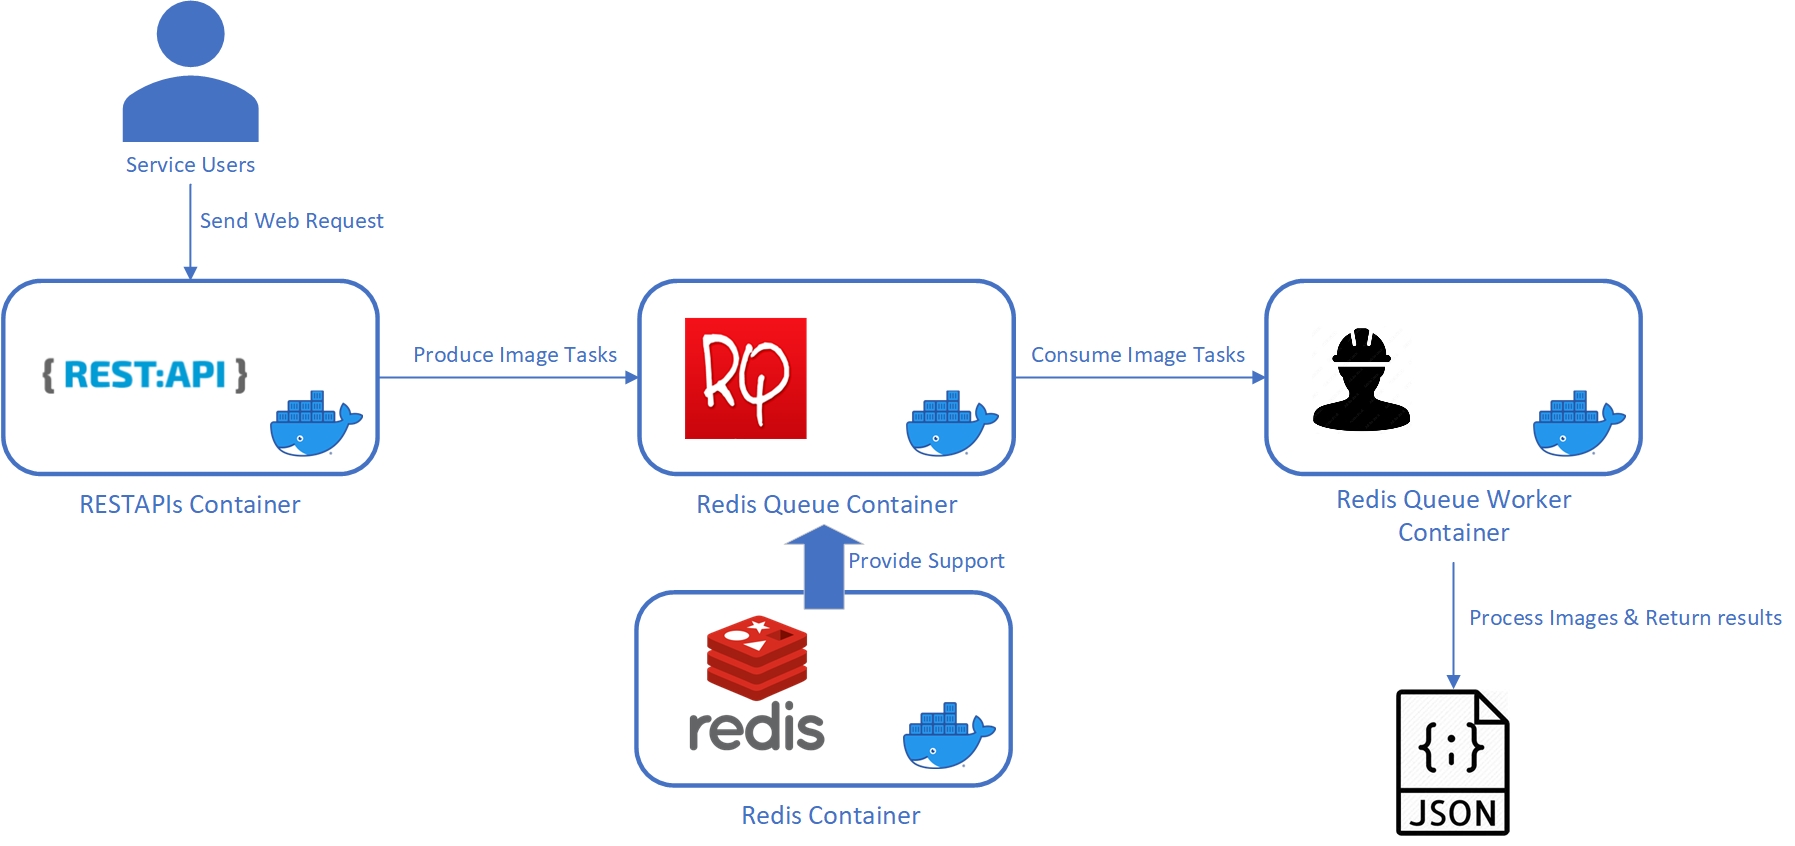 Service Users
Send Web Request
{ REST:API }
Produce Image Tasks
RQ
Consume Image Tasks
RESTAPIs Container
Redis Queue Container
Redis Queue Worker
Container
Provide Support
redis
Process Images & Return results
{;}
JSON
Redis Container